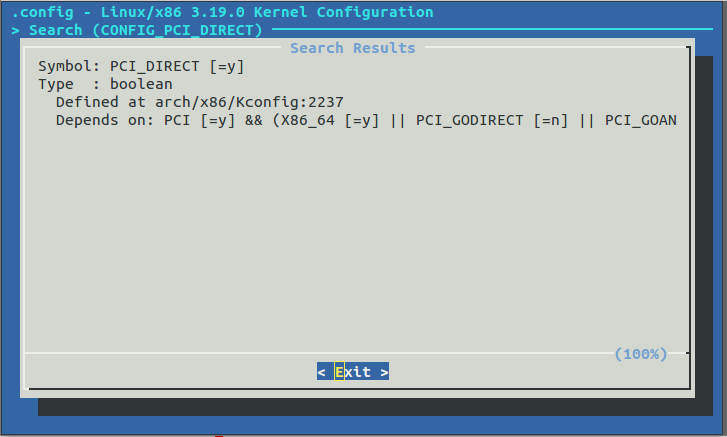 .config - Linux/x86 3.19.0 Kernel Configuration
> Search (CONFIG_PCI_DIRECT)
Search Results
Symbol: PCI_DIRECT [=y]
Type  : boolean
  Defined at arch/x86/Kconfig:2237
  Depends on: PCI [=y] && (X86_64 [=y] || PCI_GODIRECT [=n] || PCI_GOAN
(100%)
< Exit >